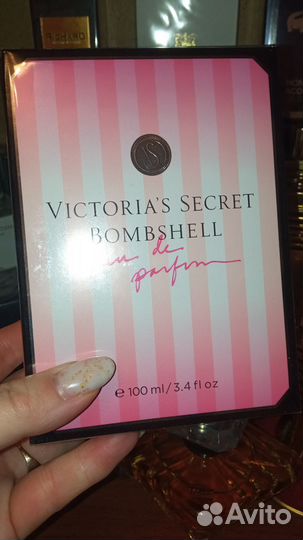 VS
VICTORIA'S SECRET
BOMBSHELL
eau de
parfum
e 100 ml/3.4 fl oz
Avito